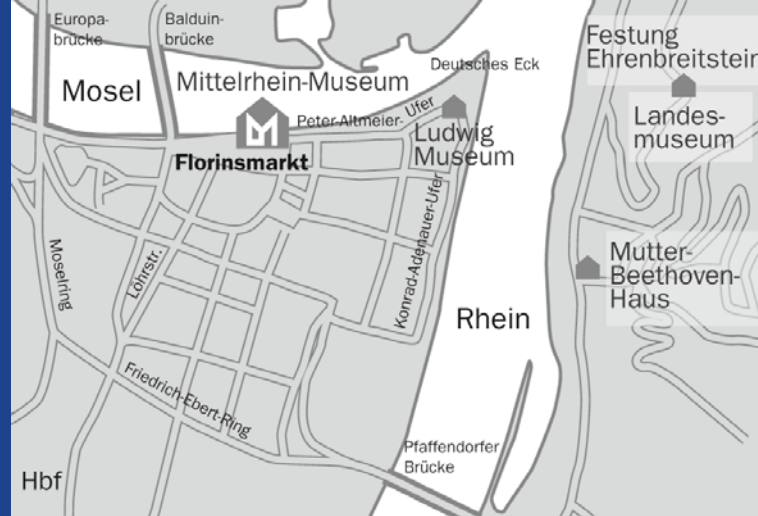 Europa-
brücke
Balduin-
brücke
Festung
Ehrenbreitstein
Deutsches Eck
Mosel
Mittelrhein-Museum
Landes-
museum
Peter-Altmeier-
Ufer
Ludwig
Museum
Florinsmarkt
Konrad-Adenauer-Ufer
Moselring
Löhrstr.
Mutter-
Beethoven-
Haus
Rhein
Friedrich-Ebert-Ring
Pfaffendorfer
Brücke
Hbf